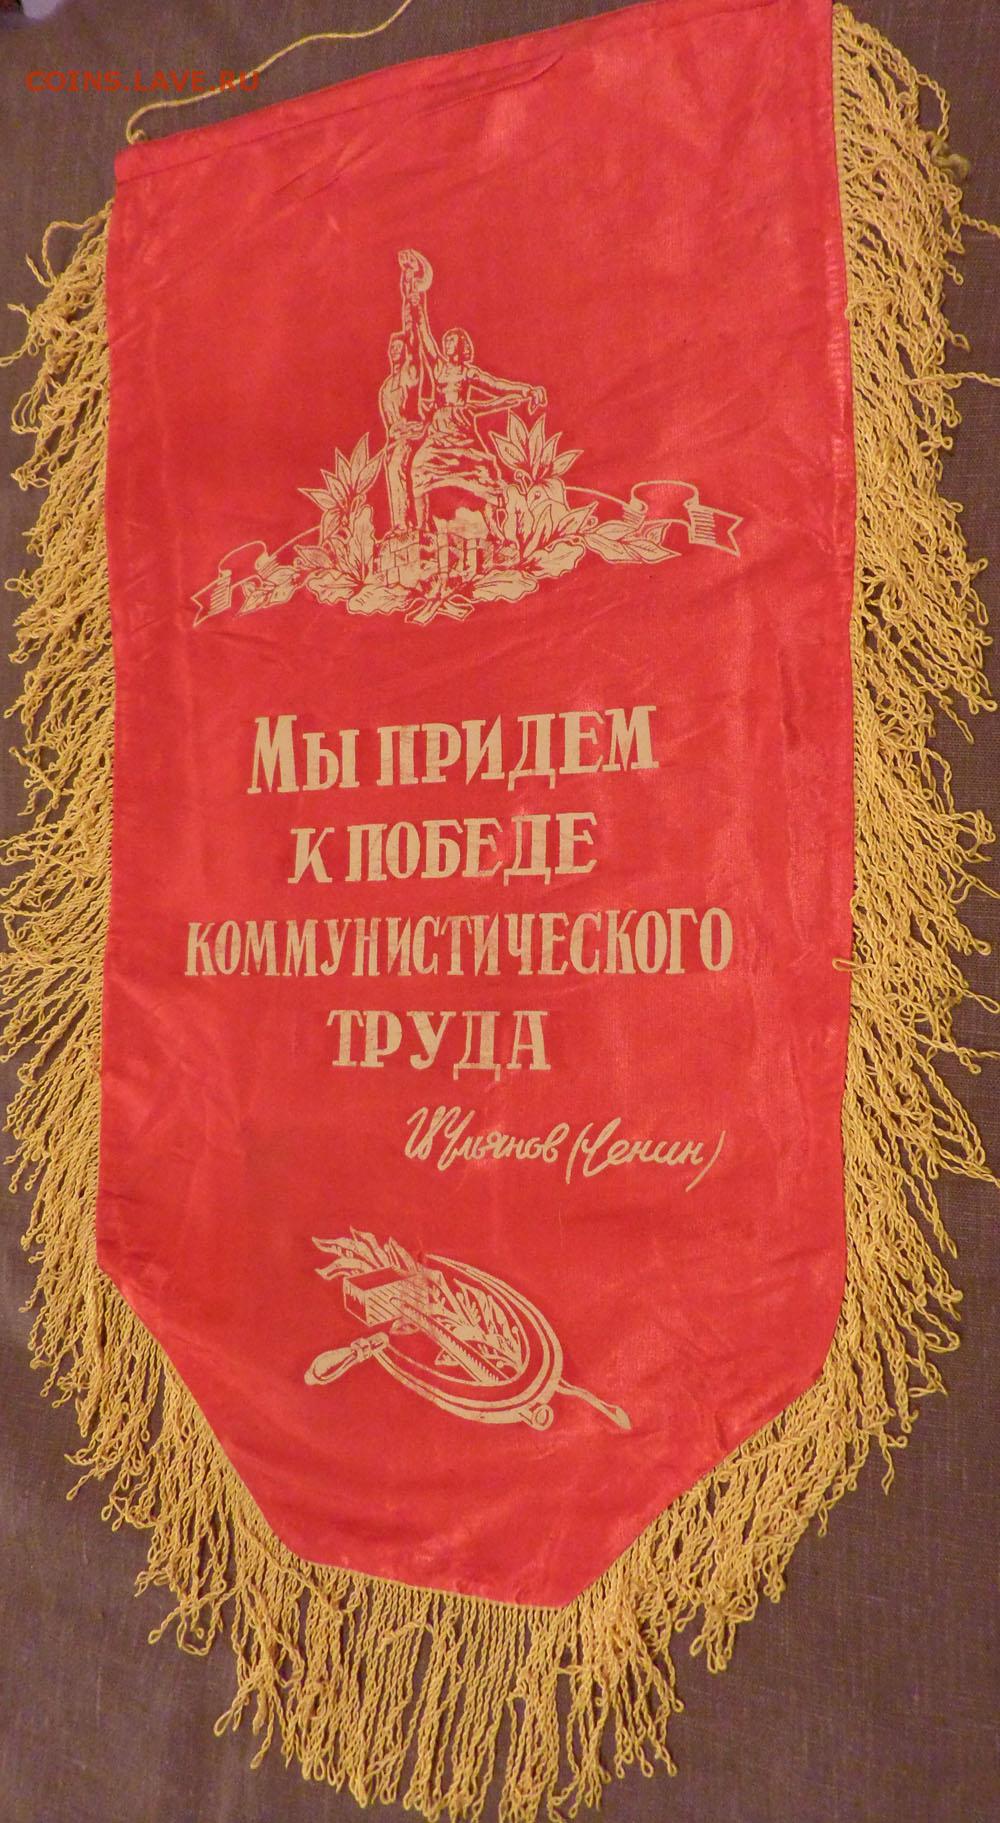 COINS.LAVE.RU
МЫ ПРИДЕМ
К ПОБЕДЕ
КОММУНИСТИЧЕСКОГО
ТРУДА
В Ульянов (Ленин)